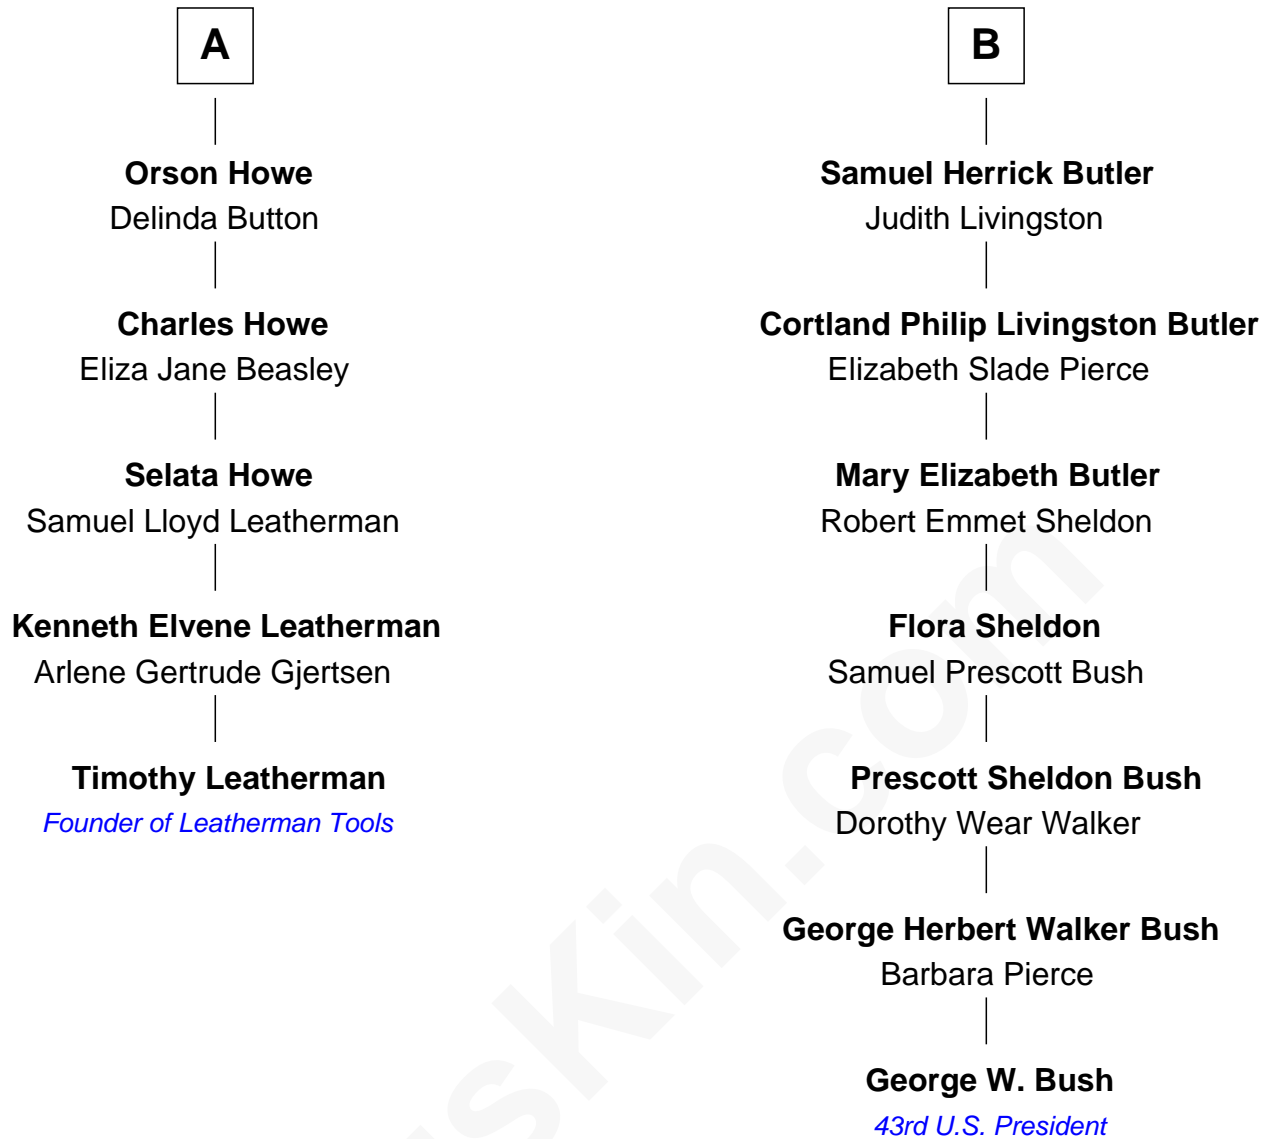 A
Orson Howe
Delinda Button
Charles Howe
Eliza Jane Beasley
Selata Howe
Samuel Lloyd Leatherman
Kenneth Elvene Leatherman
Arlene Gertrude Gjertsen
Timothy Leatherman
Founder of Leatherman Tools
B
Samuel Herrick Butler
Judith Livingston
Cortland Philip Livingston Butler
Elizabeth Slade Pierce
Mary Elizabeth Butler
Robert Emmet Sheldon
Flora Sheldon
Samuel Prescott Bush
Prescott Sheldon Bush
Dorothy Wear Walker
George Herbert Walker Bush
Barbara Pierce
George W. Bush
43rd U.S. President